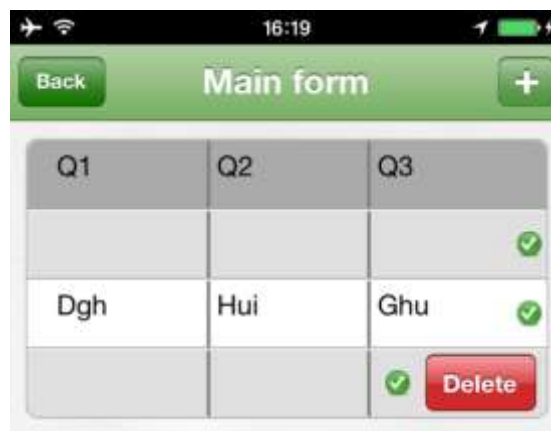 16:19
Back Main form +
Q1 Q2 Q3
Dgh Hui Ghu
Delete